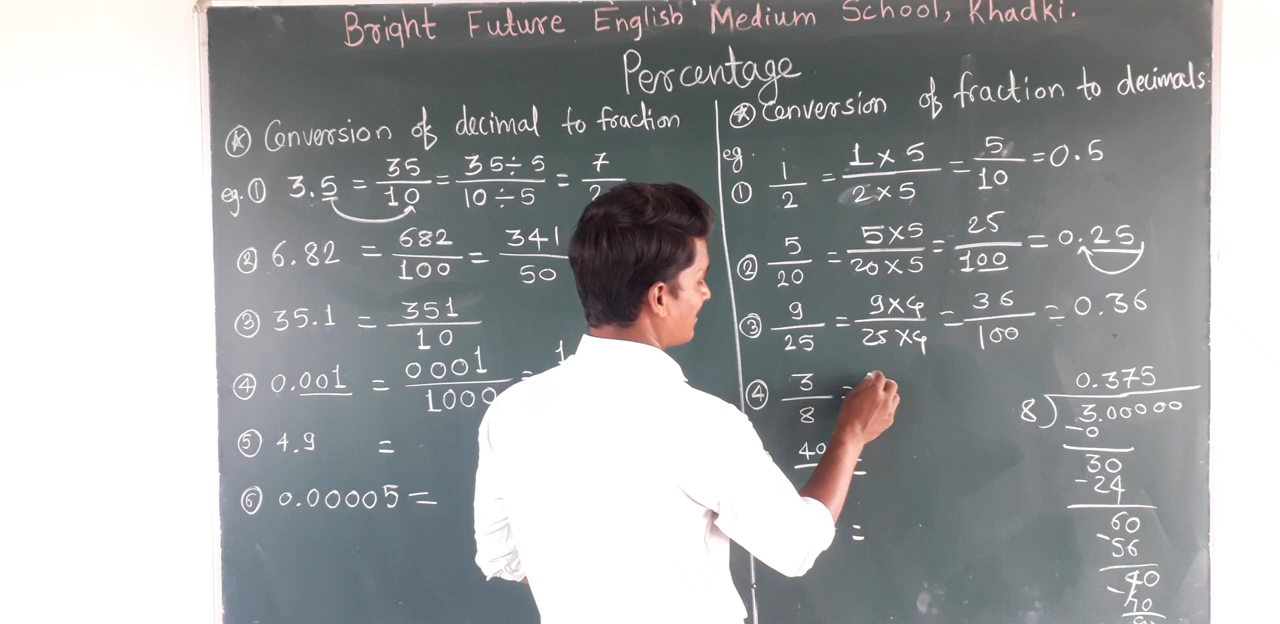 Bright Future English Medium School, Khadki.
Percentage
* Conversion of decimal to fraction
eg. ① 3.5 = 35/10 = 35÷5/10÷5 = 7/2
② 6.82 = 682/100 = 341/50
③ 35.1 = 351/10
④ 0.001 = 0001/1000 = 1
⑤ 4.9 =
⑥ 0.00005 =
* Conversion of fraction to decimals.
eg.
① 1/2 = 1×5/2×5 = 5/10 = 0.5
② 5/20 = 5×5/20×5 = 25/100 = 0.25
③ 9/25 = 9×4/25×4 = 36/100 = 0.36
④ 3/8 =
40 =
=
0.375
8) 3.00000
-0
30
-24
60
-56
40